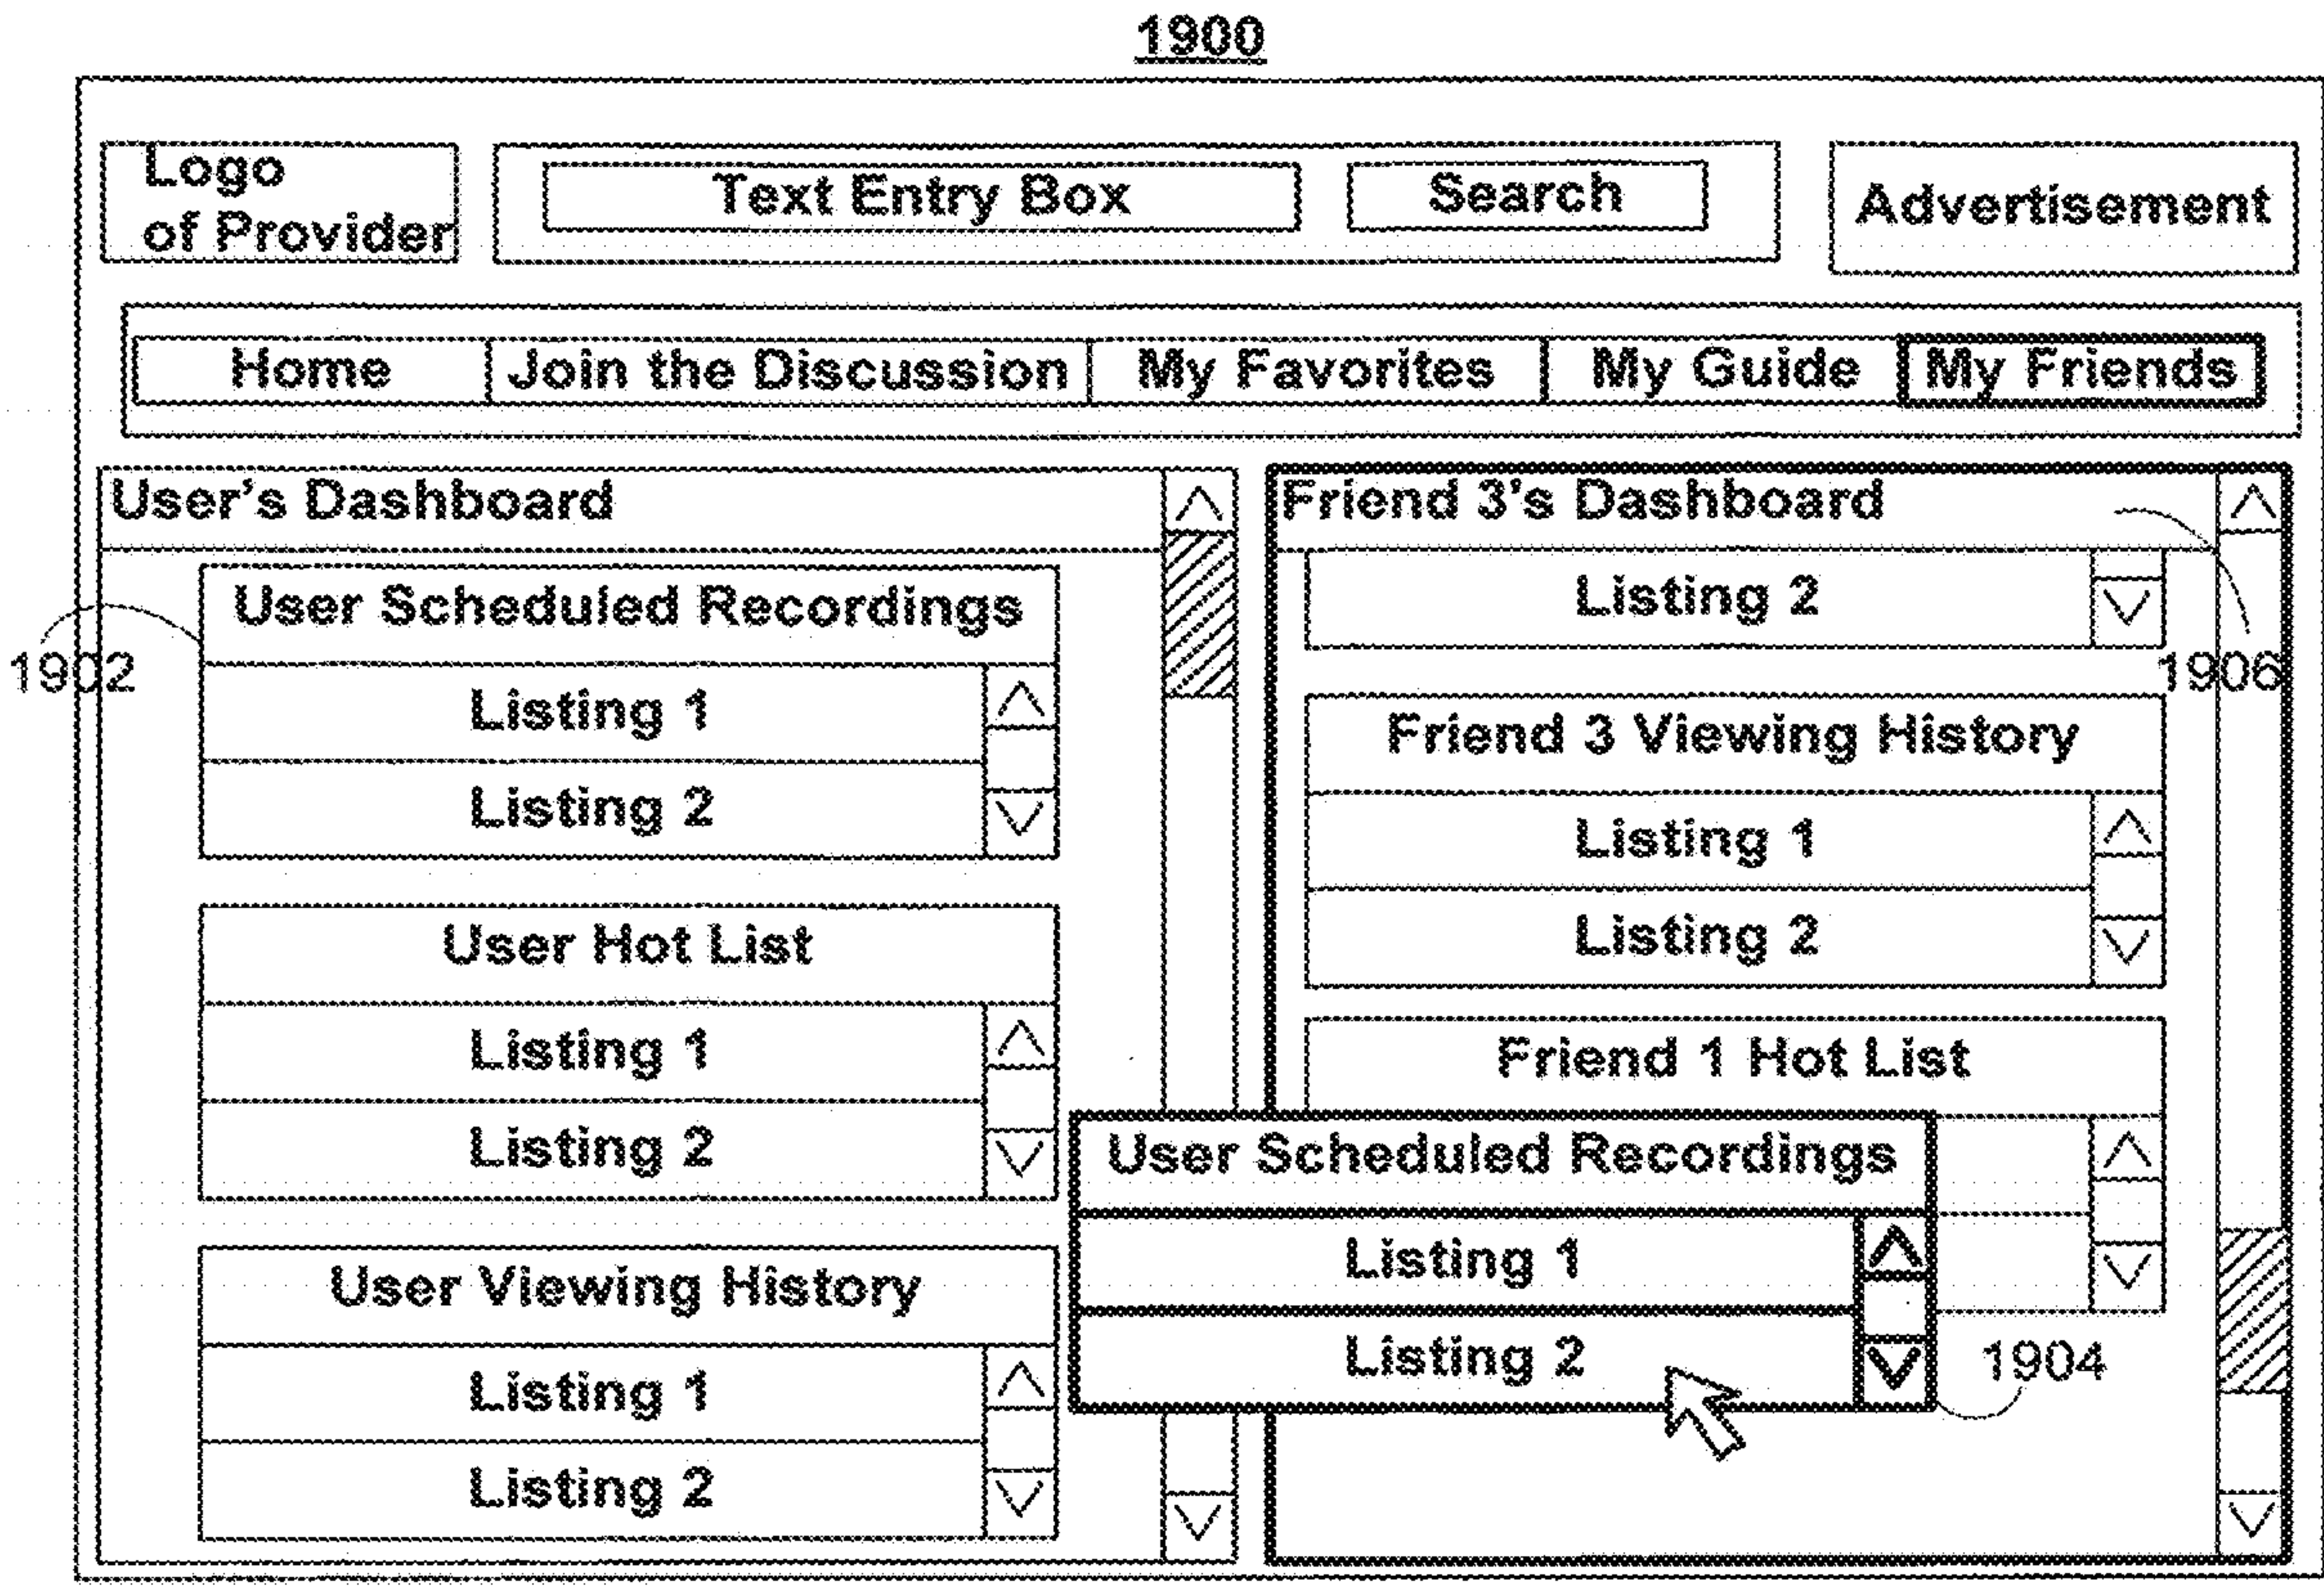 1900
Logo
of Provider
Text Entry Box
Search
Advertisement
Home
Join the Discussion
My Favorites
My Guide
My Friends
User's Dashboard
User Scheduled Recordings
1902
Listing 1
Listing 2
User Hot List
Listing 1
Listing 2
User Viewing History
Listing 1
Listing 2
Friend 3's Dashboard
Listing 2
1906
Friend 3 Viewing History
Listing 1
Listing 2
Friend 1 Hot List
User Scheduled Recordings
Listing 1
Listing 2
1904